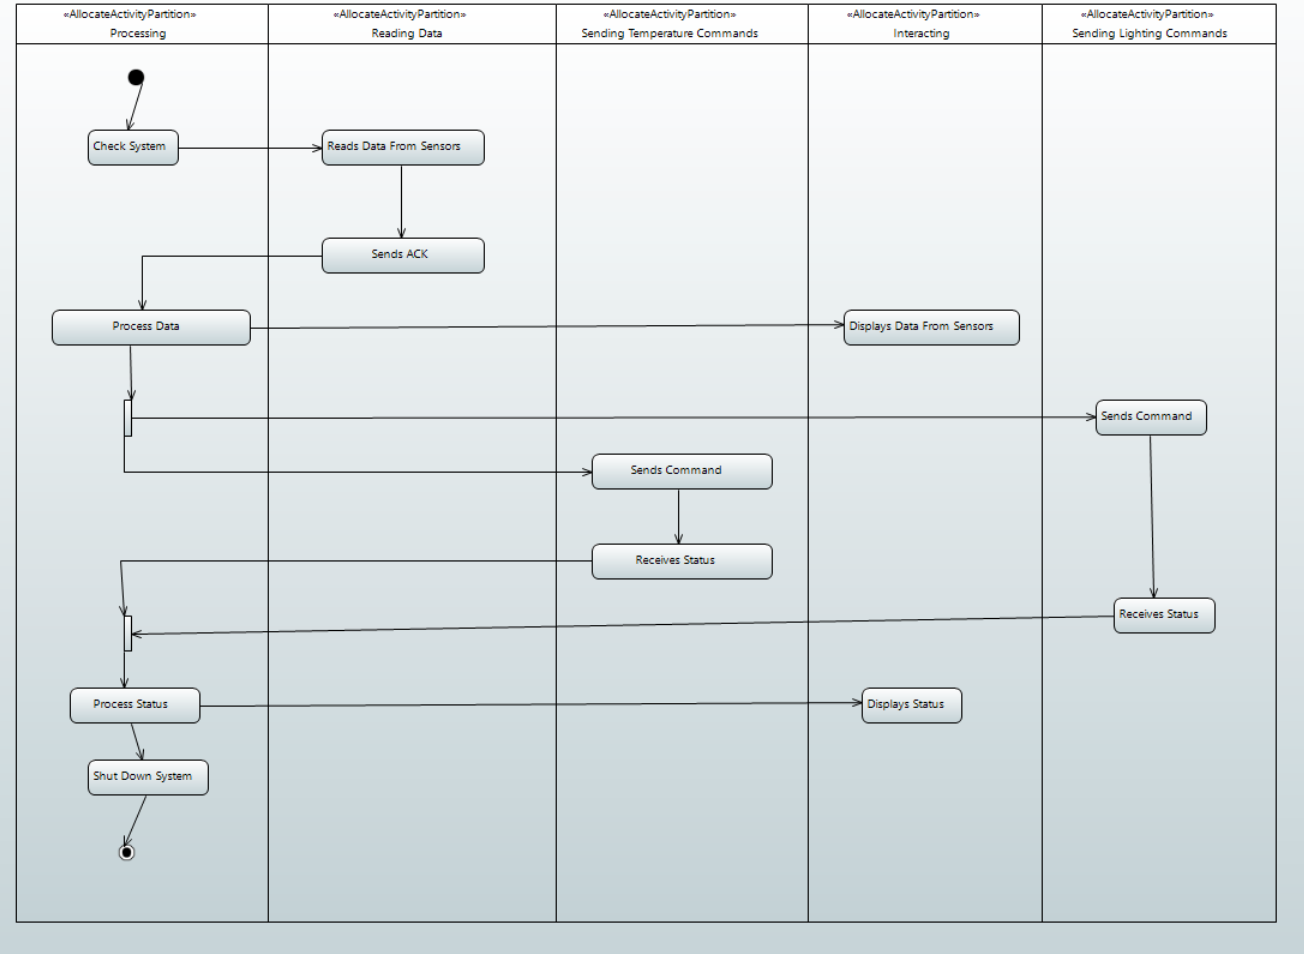 «AllocateActivityPartition»
Processing
«AllocateActivityPartition»
Reading Data
«AllocateActivityPartition»
Sending Temperature Commands
«AllocateActivityPartition»
Interacting
«AllocateActivityPartition»
Sending Lighting Commands
Check System
Reads Data From Sensors
Sends ACK
Process Data
Displays Data From Sensors
Sends Command
Sends Command
Receives Status
Receives Status
Process Status
Displays Status
Shut Down System